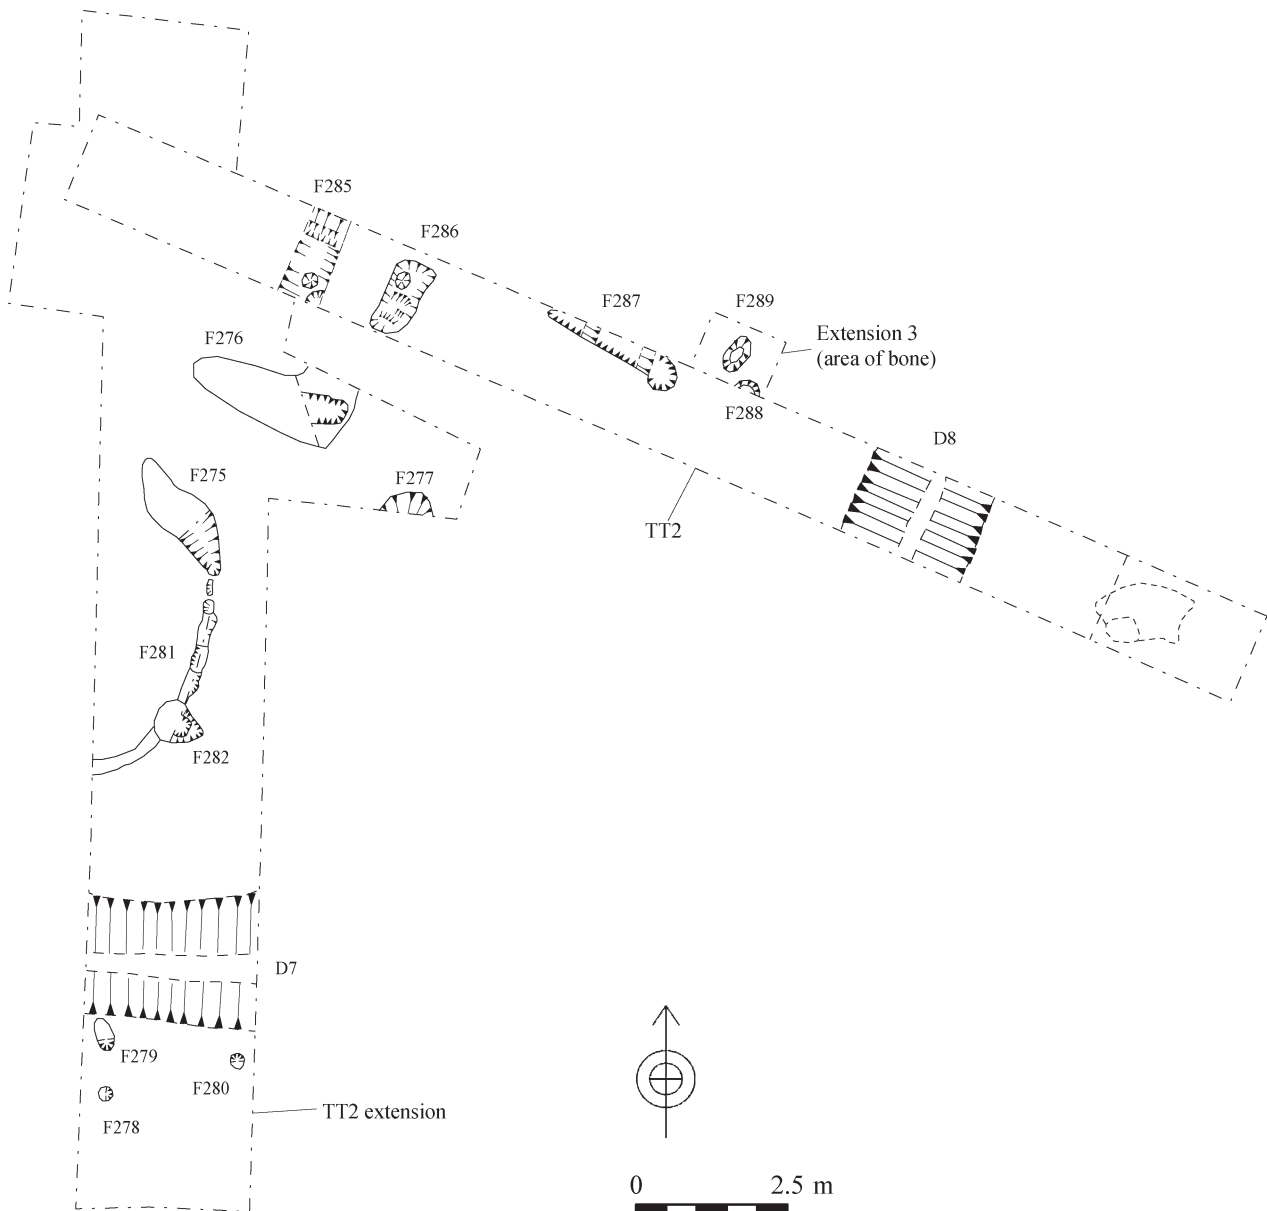 F285
F286
F287
F289
Extension 3
(area of bone)
F276
F288
D8
F275
F277
TT2
F281
F282
D7
F279
F280
TT2 extension
F278
0 2.5 m